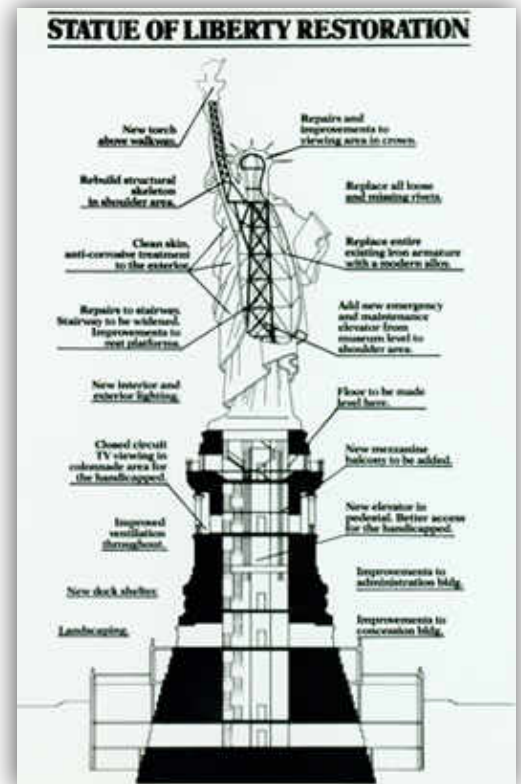 STATUE OF LIBERTY RESTORATION
New torch
above walkway.
Repairs and
improvements to
viewing area in crown.
Rebuild structural
skeleton
in shoulder area.
Replace all loose
and missing rivets.
Clean skin,
anti-corrosive treatment
to the exterior.
Replace entire
existing iron armature
with a modern alloy.
Repairs to stairway.
Stairway to be widened.
Improvements to
rest platforms.
Add new emergency
and maintenance
elevator from
museum level to
shoulder area.
New interior and
exterior lighting.
Floor to be made
level here.
Closed circuit
TV viewing in
colonnade area for
the handicapped.
New mezzanine
balcony to be added.
Improved
ventilation
throughout.
New elevator in
pedestal. Better access
for the handicapped.
New dock shelter.
Improvements to
administration bldg.
Landscaping.
Improvements to
concession bldg.